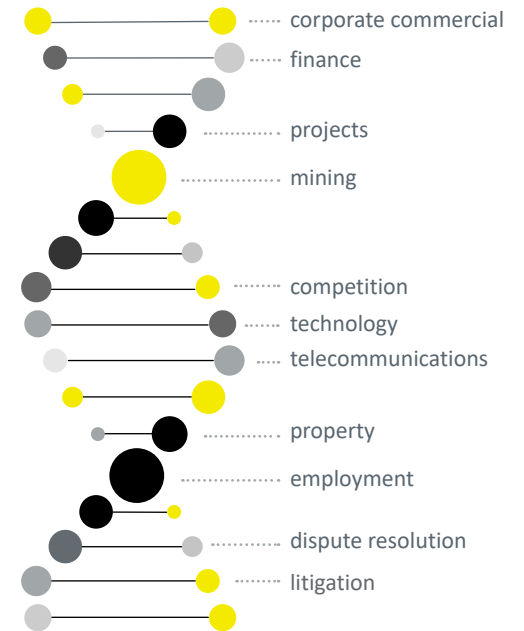 corporate commercial
finance
projects
mining
competition
technology
telecommunications
property
employment
dispute resolution
litigation